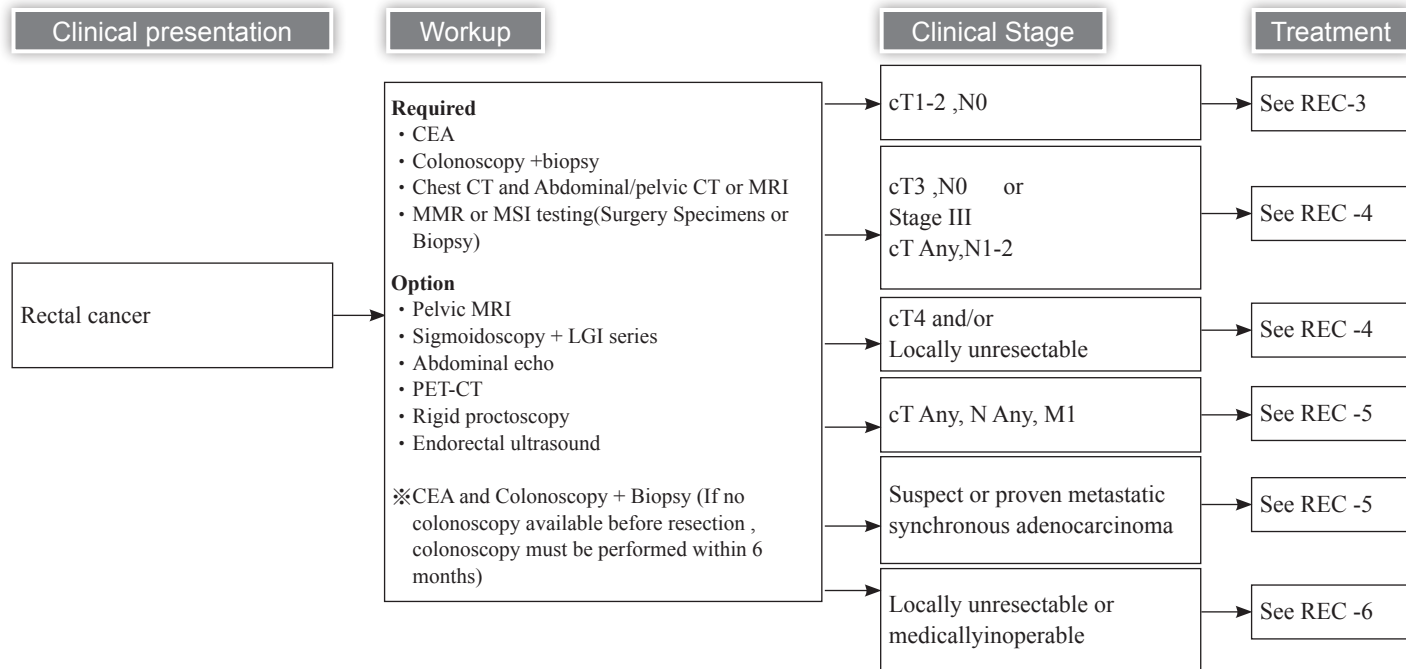 Clinical presentation
Workup
Clinical Stage
Treatment
Rectal cancer
Required
・CEA
・Colonoscopy +biopsy
・Chest CT and Abdominal/pelvic CT or MRI
・MMR or MSI testing(Surgery Specimens or
Biopsy)
Option
・Pelvic MRI
・Sigmoidoscopy + LGI series
・Abdominal echo
・PET-CT
・Rigid proctoscopy
・Endorectal ultrasound
※CEA and Colonoscopy + Biopsy (If no
colonoscopy available before resection ,
colonoscopy must be performed within 6
months)
cT1-2 ,N0
See REC-3
cT3 ,N0 or
Stage III
cT Any,N1-2
See REC -4
cT4 and/or
Locally unresectable
See REC -4
cT Any, N Any, M1
See REC -5
Suspect or proven metastatic
synchronous adenocarcinoma
See REC -5
Locally unresectable or
medicallyinoperable
See REC -6